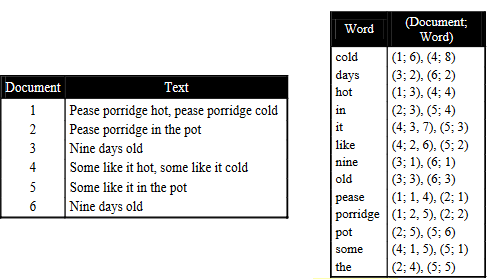 Document Text
1 Pease porridge hot, pease porridge cold
2 Pease porridge in the pot
3 Nine days old
4 Some like it hot, some like it cold
5 Some like it in the pot
6 Nine days old
Word (Document;
Word)
cold (1; 6), (4; 8)
days (3; 2), (6; 2)
hot (1; 3), (4; 4)
in (2; 3), (5; 4)
it (4; 3, 7), (5; 3)
like (4; 2, 6), (5; 2)
nine (3; 1), (6; 1)
old (3; 3), (6; 3)
pease (1; 1, 4), (2; 1)
porridge (1; 2, 5), (2; 2)
pot (2; 5), (5; 6)
some (4; 1, 5), (5; 1)
the (2; 4), (5; 5)